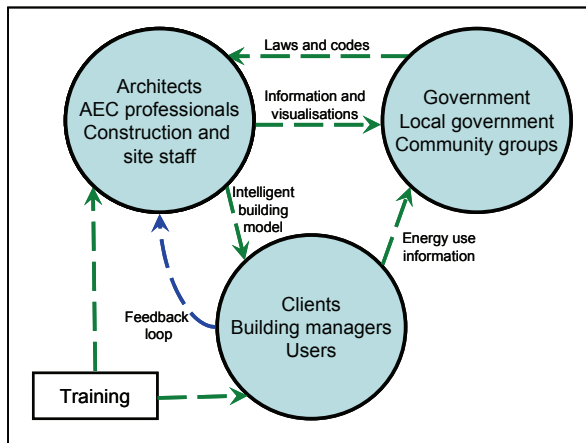 Laws and codes
Architects
AEC professionals
Construction and
site staff
Information and
visualisations
Government
Local government
Community groups
Intelligent
building
model
Energy use
information
Feedback
loop
Clients
Building managers
Users
Training